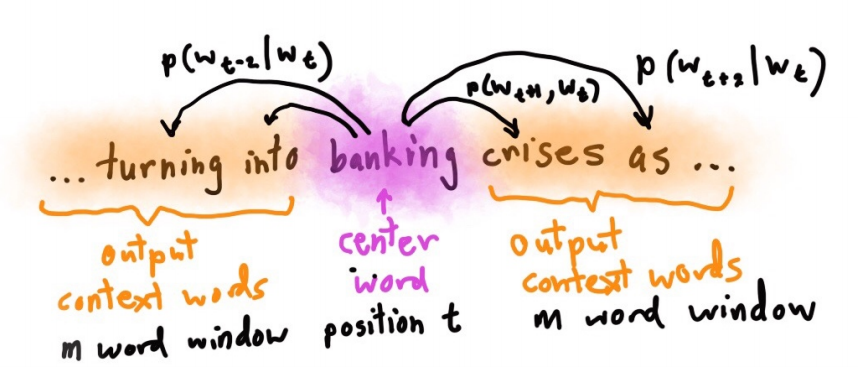 p(w_{t-2}|w_t) p(w_{t+1},w_t) p(w_{t+2}|w_t)
... turning into banking crises as ...
output context words m word window
center word position t
output context words m word window